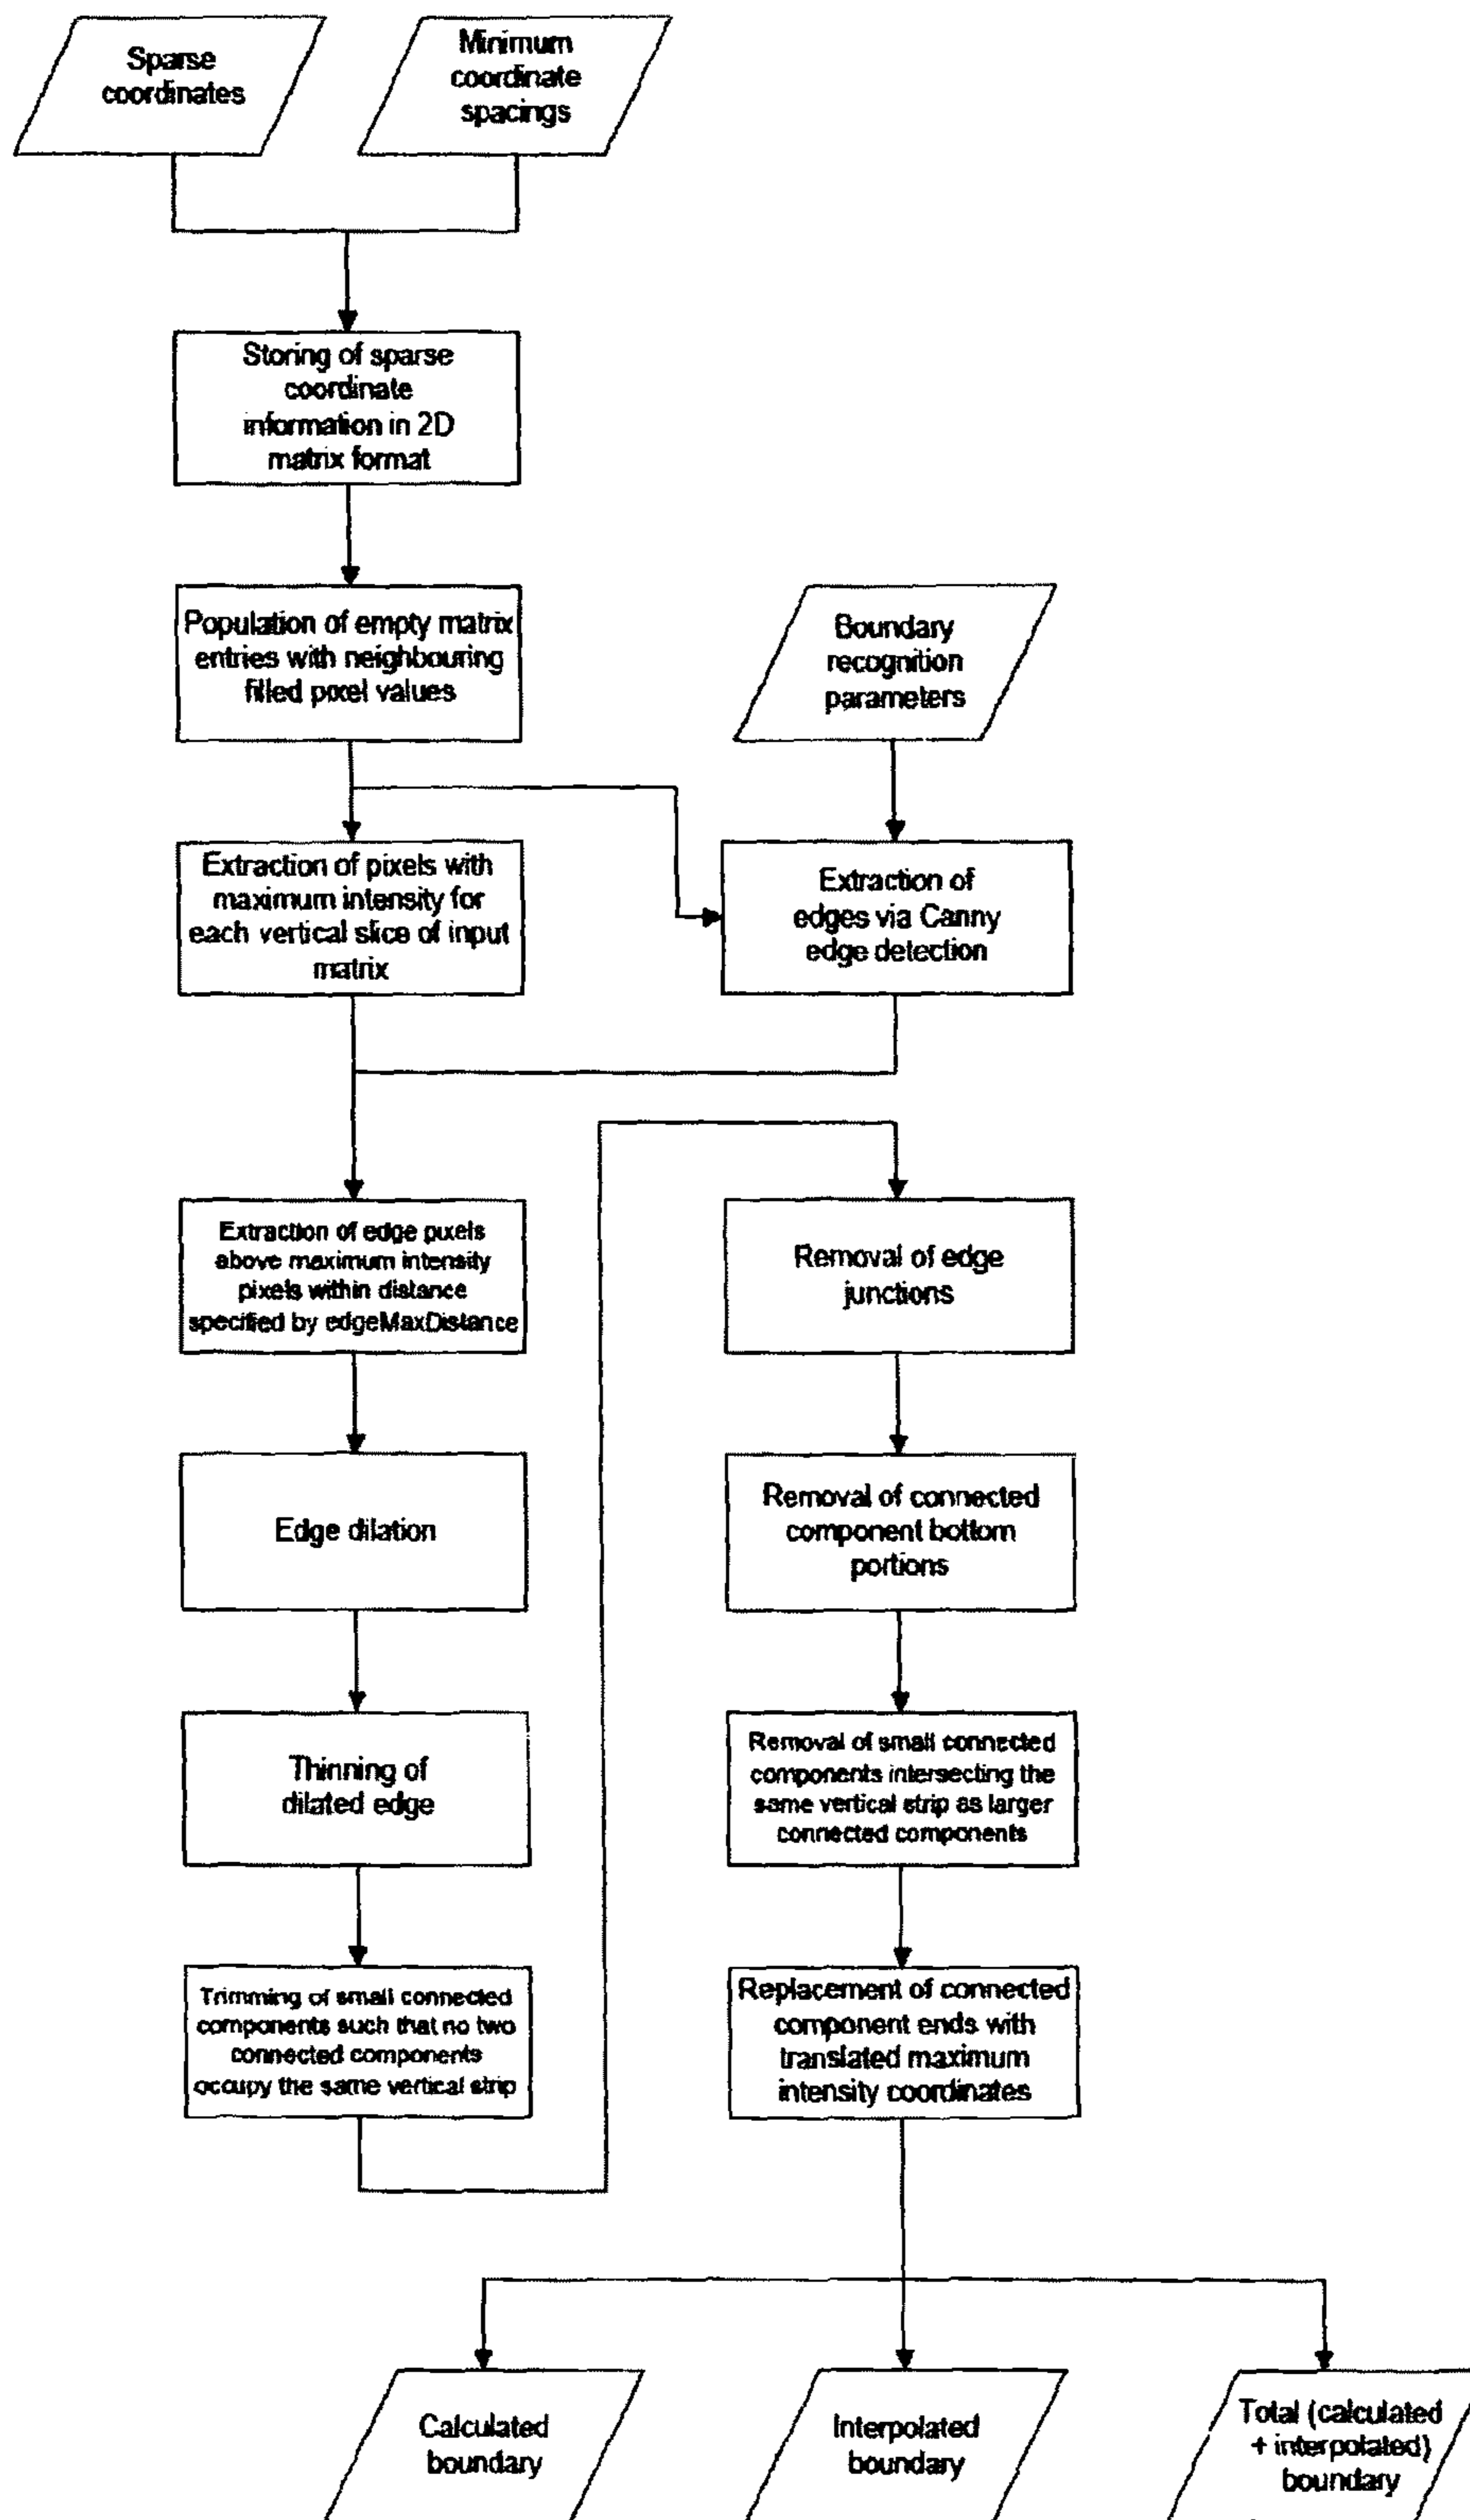 Sparse
coordinates
Minimum
coordinate
spacings
Storing of sparse
coordinate
information in 2D
matrix format
Population of empty matrix
entries with neighbouring
filled pixel values
Boundary
recognition
parameters
Extraction of pixels with
maximum intensity for
each vertical slice of input
matrix
Extraction of
edges via Canny
edge detection
Extraction of edge pixels
above maximum intensity
pixels within distance
specified by edgeMaxDistance
Removal of edge
junctions
Edge dilation
Removal of connected
component bottom
portions
Thinning of
dilated edge
Removal of small connected
components intersecting the
same vertical strip as larger
connected components
Trimming of small connected
components such that no two
connected components
occupy the same vertical strip
Replacement of connected
component ends with
translated maximum
intensity coordinates
Calculated
boundary
Interpolated
boundary
Total (calculated
+ interpolated)
boundary